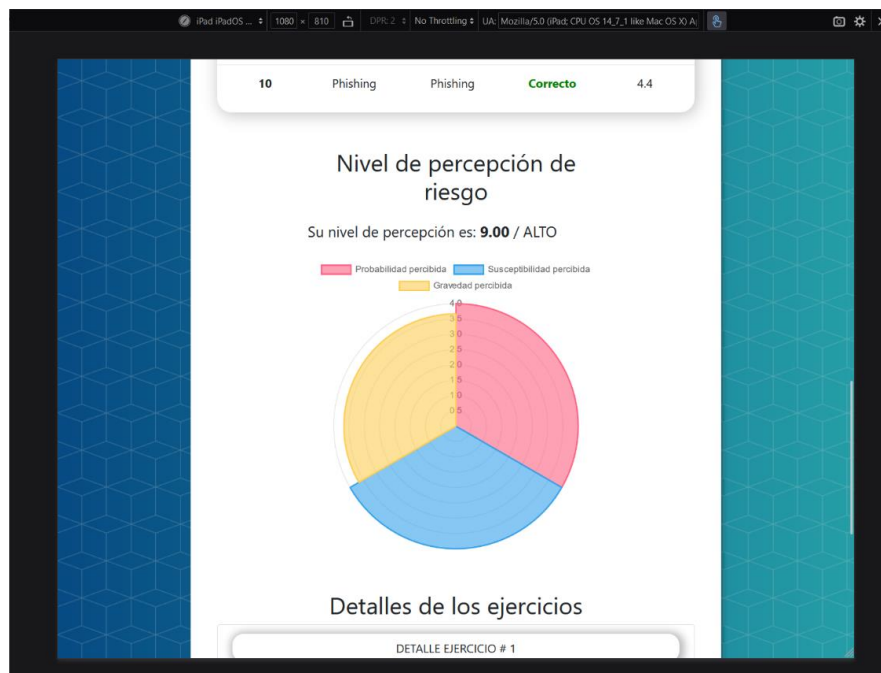 iPad iPadOS ... 1080 × 810 DPR: 2 No Throttling UA: Mozilla/5.0 (iPad; CPU OS 14_7_1 like Mac OS X) A
10 Phishing Phishing Correcto 4.4
Nivel de percepción de
riesgo
Su nivel de percepción es: 9.00 / ALTO
Probabilidad percibida Susceptibilidad percibida
Gravedad percibida
4.0
3.5
3.0
2.5
2.0
1.5
1.0
0.5
Detalles de los ejercicios
DETALLE EJERCICIO # 1